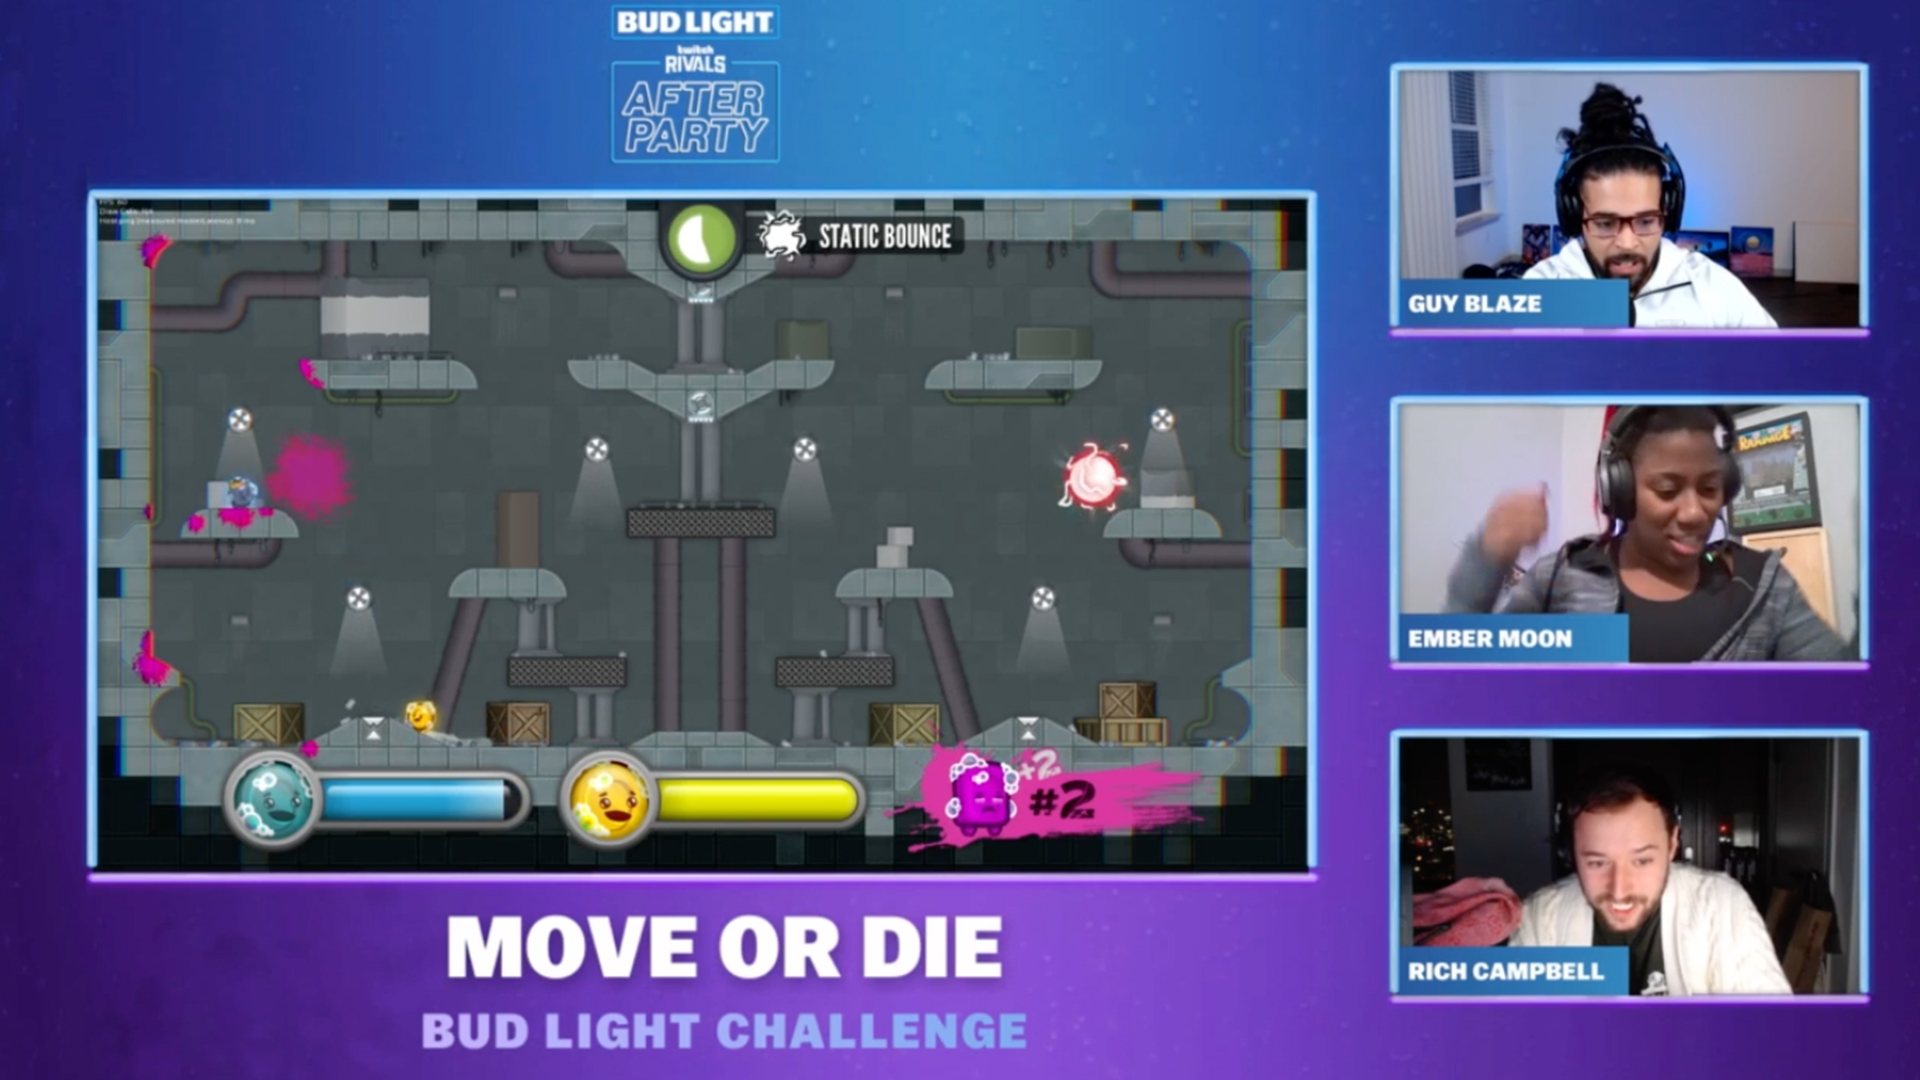 BUD LIGHT
twitch
RIVALS
AFTER
PARTY
STATIC BOUNCE
GUY BLAZE
EMBER MOON
+2
#2
RICH CAMPBELL
MOVE OR DIE
BUD LIGHT CHALLENGE